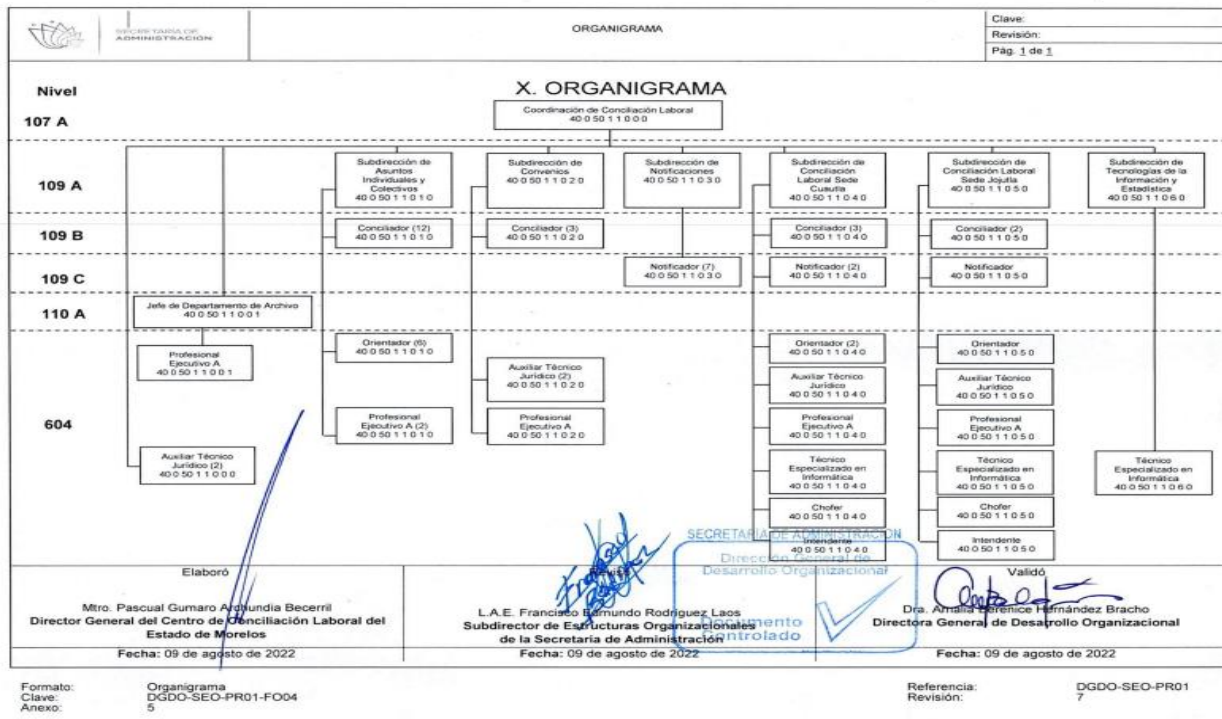 SECRETARÍA DE
ADMINISTRACIÓN
ORGANIGRAMA
Clave:
Revisión:
Pág. 1 de 1
Nivel
X. ORGANIGRAMA
107 A
Coordinación de Conciliación Laboral
40 0 50 1 1 0 0 0
109 A
Subdirección de
Asuntos
Individuales y
Colectivos
40 0 50 1 1 0 1 0
Subdirección de
Convenios
40 0 50 1 1 0 2 0
Subdirección de
Notificaciones
40 0 50 1 1 0 3 0
Subdirección de
Conciliación
Laboral Sede
Cuautla
40 0 50 1 1 0 4 0
Subdirección de
Conciliación Laboral
Sede Jojutla
40 0 50 1 1 0 5 0
Subdirección de
Tecnologías de la
Información y
Estadística
40 0 50 1 1 0 6 0
109 B
Conciliador (12)
40 0 50 1 1 0 1 0
Conciliador (3)
40 0 50 1 1 0 2 0
Conciliador (3)
40 0 50 1 1 0 4 0
Conciliador (2)
40 0 50 1 1 0 5 0
109 C
Notificador (7)
40 0 50 1 1 0 3 0
Notificador (2)
40 0 50 1 1 0 4 0
Notificador
40 0 50 1 1 0 5 0
110 A
Jefe de Departamento de Archivo
40 0 50 1 1 0 0 1
604
Profesional
Ejecutivo A
40 0 50 1 1 0 0 1
Auxiliar Técnico
Jurídico (2)
40 0 50 1 1 0 0 0
Orientador (6)
40 0 50 1 1 0 1 0
Profesional
Ejecutivo A (2)
40 0 50 1 1 0 1 0
Auxiliar Técnico
Jurídico (2)
40 0 50 1 1 0 2 0
Profesional
Ejecutivo A
40 0 50 1 1 0 2 0
Orientador (2)
40 0 50 1 1 0 4 0
Auxiliar Técnico
Jurídico
40 0 50 1 1 0 4 0
Profesional
Ejecutivo A
40 0 50 1 1 0 4 0
Técnico
Especializado en
Informática
40 0 50 1 1 0 4 0
Chofer
40 0 50 1 1 0 4 0
Intendente
40 0 50 1 1 0 4 0
Orientador
40 0 50 1 1 0 5 0
Auxiliar Técnico
Jurídico
40 0 50 1 1 0 5 0
Profesional
Ejecutivo A
40 0 50 1 1 0 5 0
Técnico
Especializado en
Informática
40 0 50 1 1 0 5 0
Chofer
40 0 50 1 1 0 5 0
Intendente
40 0 50 1 1 0 5 0
Técnico
Especializado en
Informática
40 0 50 1 1 0 6 0
SECRETARÍA DE ADMINISTRACIÓN
Dirección General de
Desarrollo Organizacional
Documento
Controlado
Elaboró
Mtro. Pascual Gumaro Archundia Becerril
Director General del Centro de Conciliación Laboral del
Estado de Morelos
Fecha: 09 de agosto de 2022
L.A.E. Francisco Edmundo Rodríguez Laos
Subdirector de Estructuras Organizacionales
de la Secretaria de Administración
Fecha: 09 de agosto de 2022
Validó
Dra. Amalia Berenice Hernández Bracho
Directora General de Desarrollo Organizacional
Fecha: 09 de agosto de 2022
Formato: Organigrama
Clave: DGDO-SEO-PR01-FO04
Anexo: 5
Referencia: DGDO-SEO-PR01
Revisión: 7